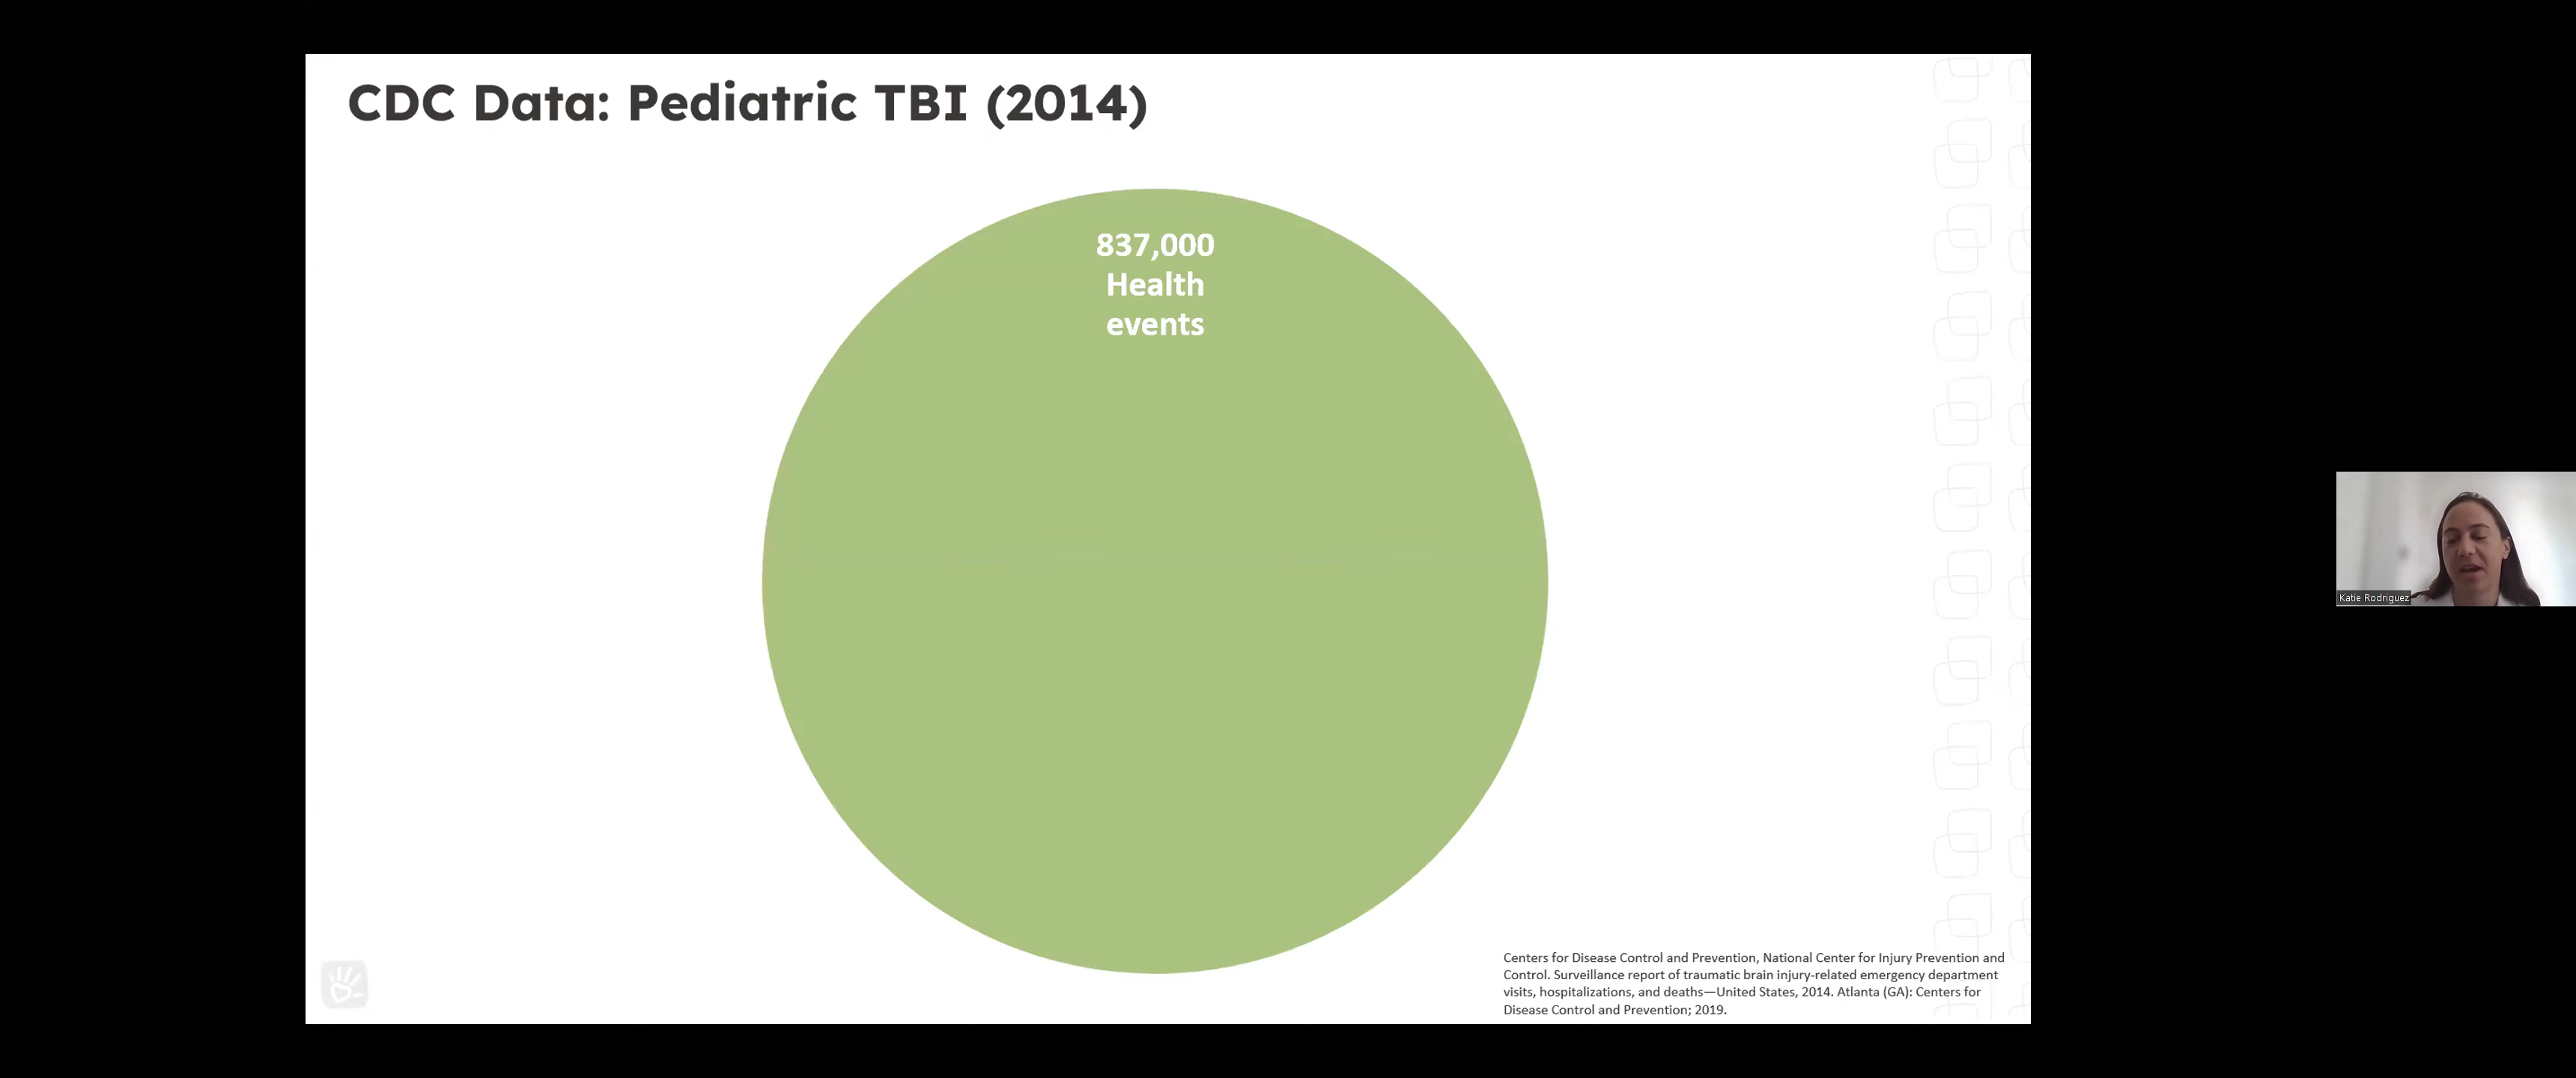 CDC Data: Pediatric TBI (2014)
837,000
Health
events
Katie Rodriguez
Centers for Disease Control and Prevention, National Center for Injury Prevention and
Control. Surveillance report of traumatic brain injury-related emergency department
visits, hospitalizations, and deaths—United States, 2014. Atlanta (GA): Centers for
Disease Control and Prevention; 2019.